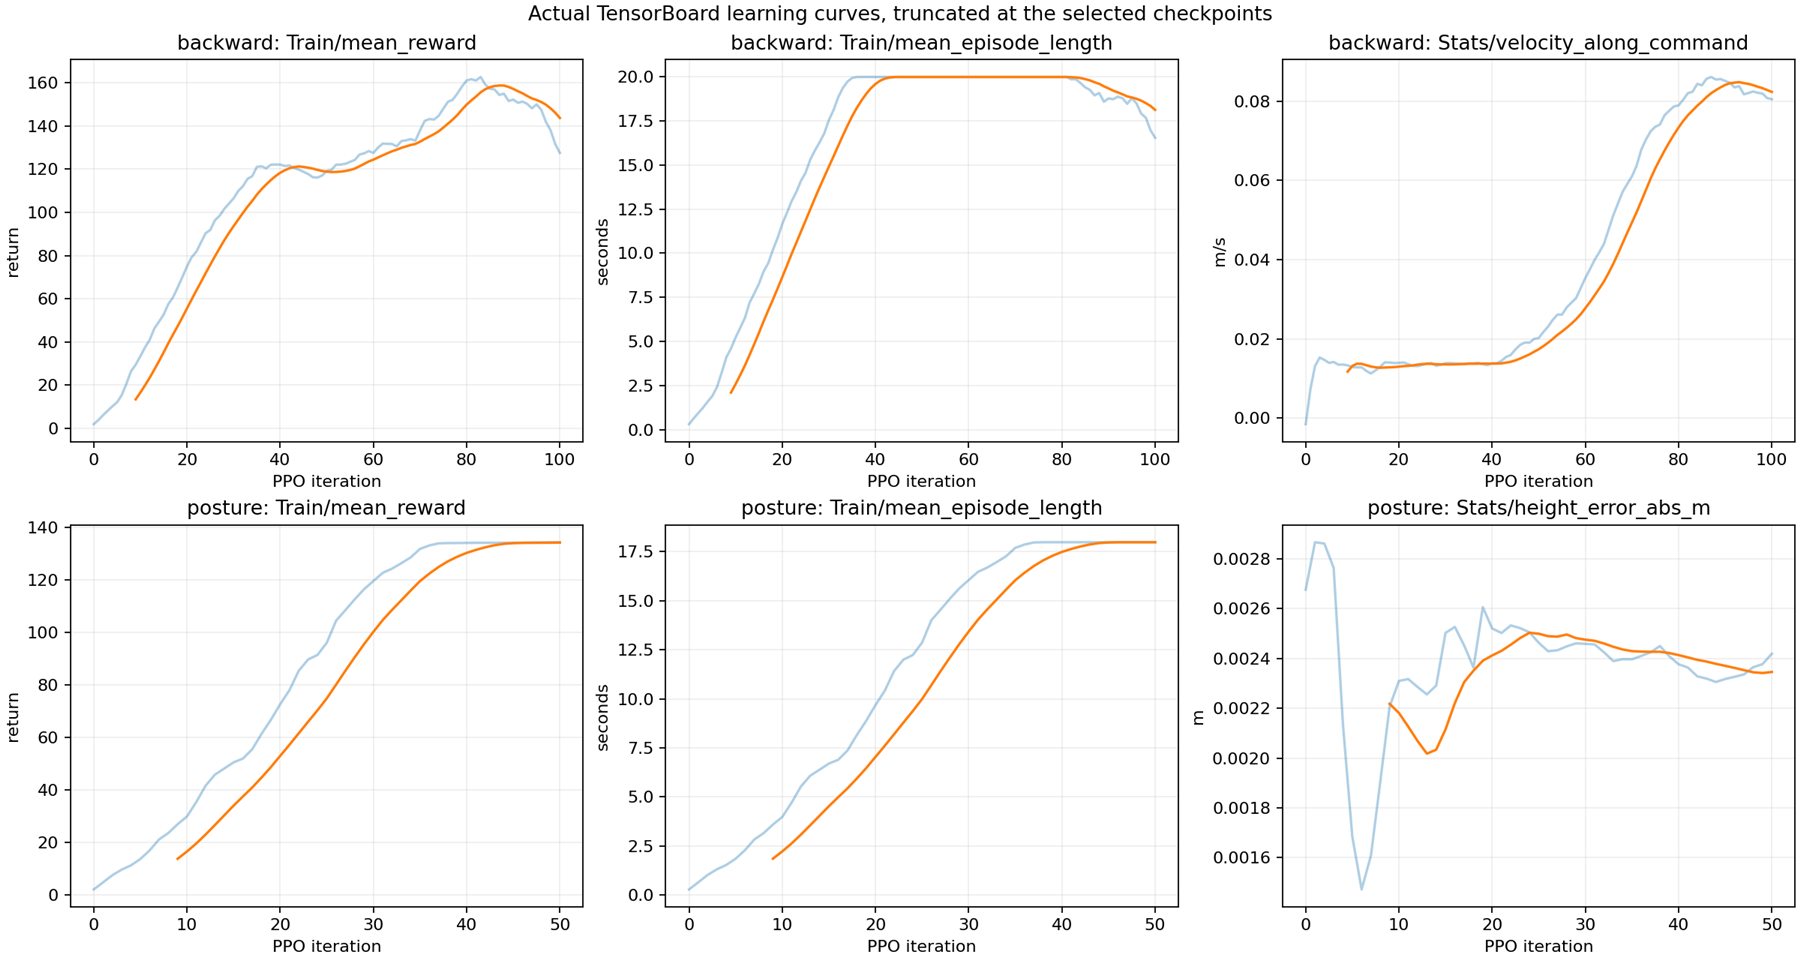 Actual TensorBoard learning curves, truncated at the selected checkpoints
backward: Train/mean_reward
return
160
140
120
100
80
60
40
20
0
0 20 40 60 80 100
PPO iteration
backward: Train/mean_episode_length
seconds
20.0
17.5
15.0
12.5
10.0
7.5
5.0
2.5
0.0
0 20 40 60 80 100
PPO iteration
backward: Stats/velocity_along_command
m/s
0.08
0.06
0.04
0.02
0.00
0 20 40 60 80 100
PPO iteration
posture: Train/mean_reward
return
140
120
100
80
60
40
20
0
0 10 20 30 40 50
PPO iteration
posture: Train/mean_episode_length
seconds
17.5
15.0
12.5
10.0
7.5
5.0
2.5
0.0
0 10 20 30 40 50
PPO iteration
posture: Stats/height_error_abs_m
m
0.0028
0.0026
0.0024
0.0022
0.0020
0.0018
0.0016
0 10 20 30 40 50
PPO iteration